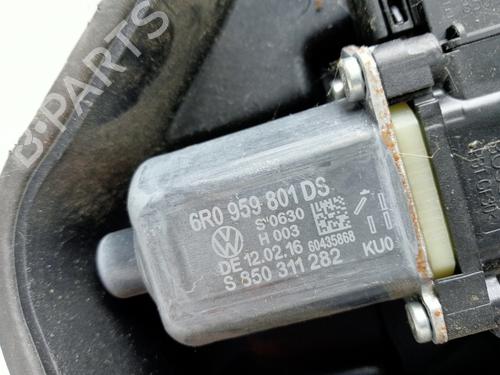 B-PARTS
6R0 959 801 DS
S"0630
H 003
DE 12.02.16 60435868
S 850 311 282 KU0